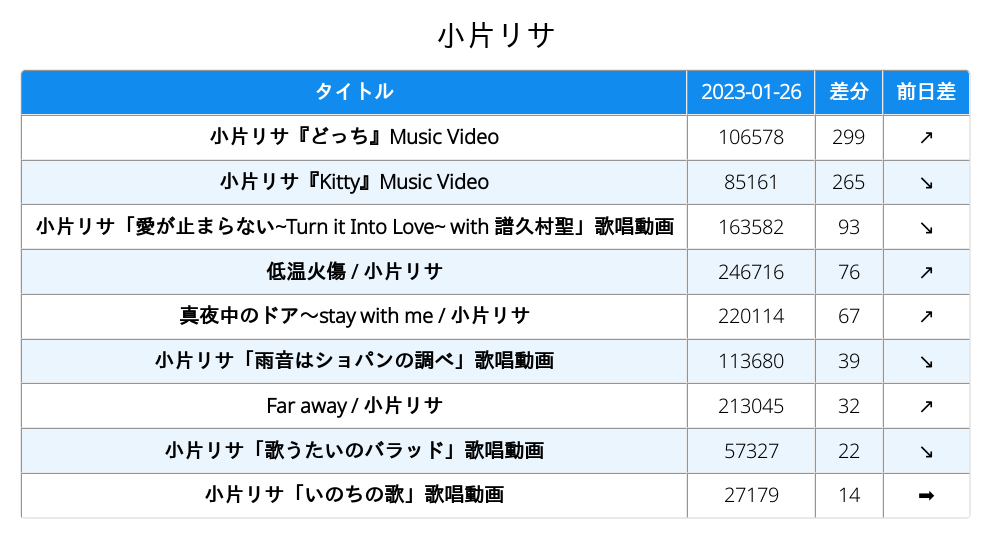 小片リサ
タイトル 2023-01-26 差分 前日差
小片リサ『どっち』Music Video 106578 299 ↗
小片リサ『Kitty』Music Video 85161 265 ↘
小片リサ「愛が止まらない~Turn it Into Love~ with 譜久村聖」歌唱動画 163582 93 ↘
低温火傷 / 小片リサ 246716 76 ↗
真夜中のドア〜stay with me / 小片リサ 220114 67 ↗
小片リサ「雨音はショパンの調べ」歌唱動画 113680 39 ↘
Far away / 小片リサ 213045 32 ↗
小片リサ「歌うたいのバラッド」歌唱動画 57327 22 ↘
小片リサ「いのちの歌」歌唱動画 27179 14 ➡